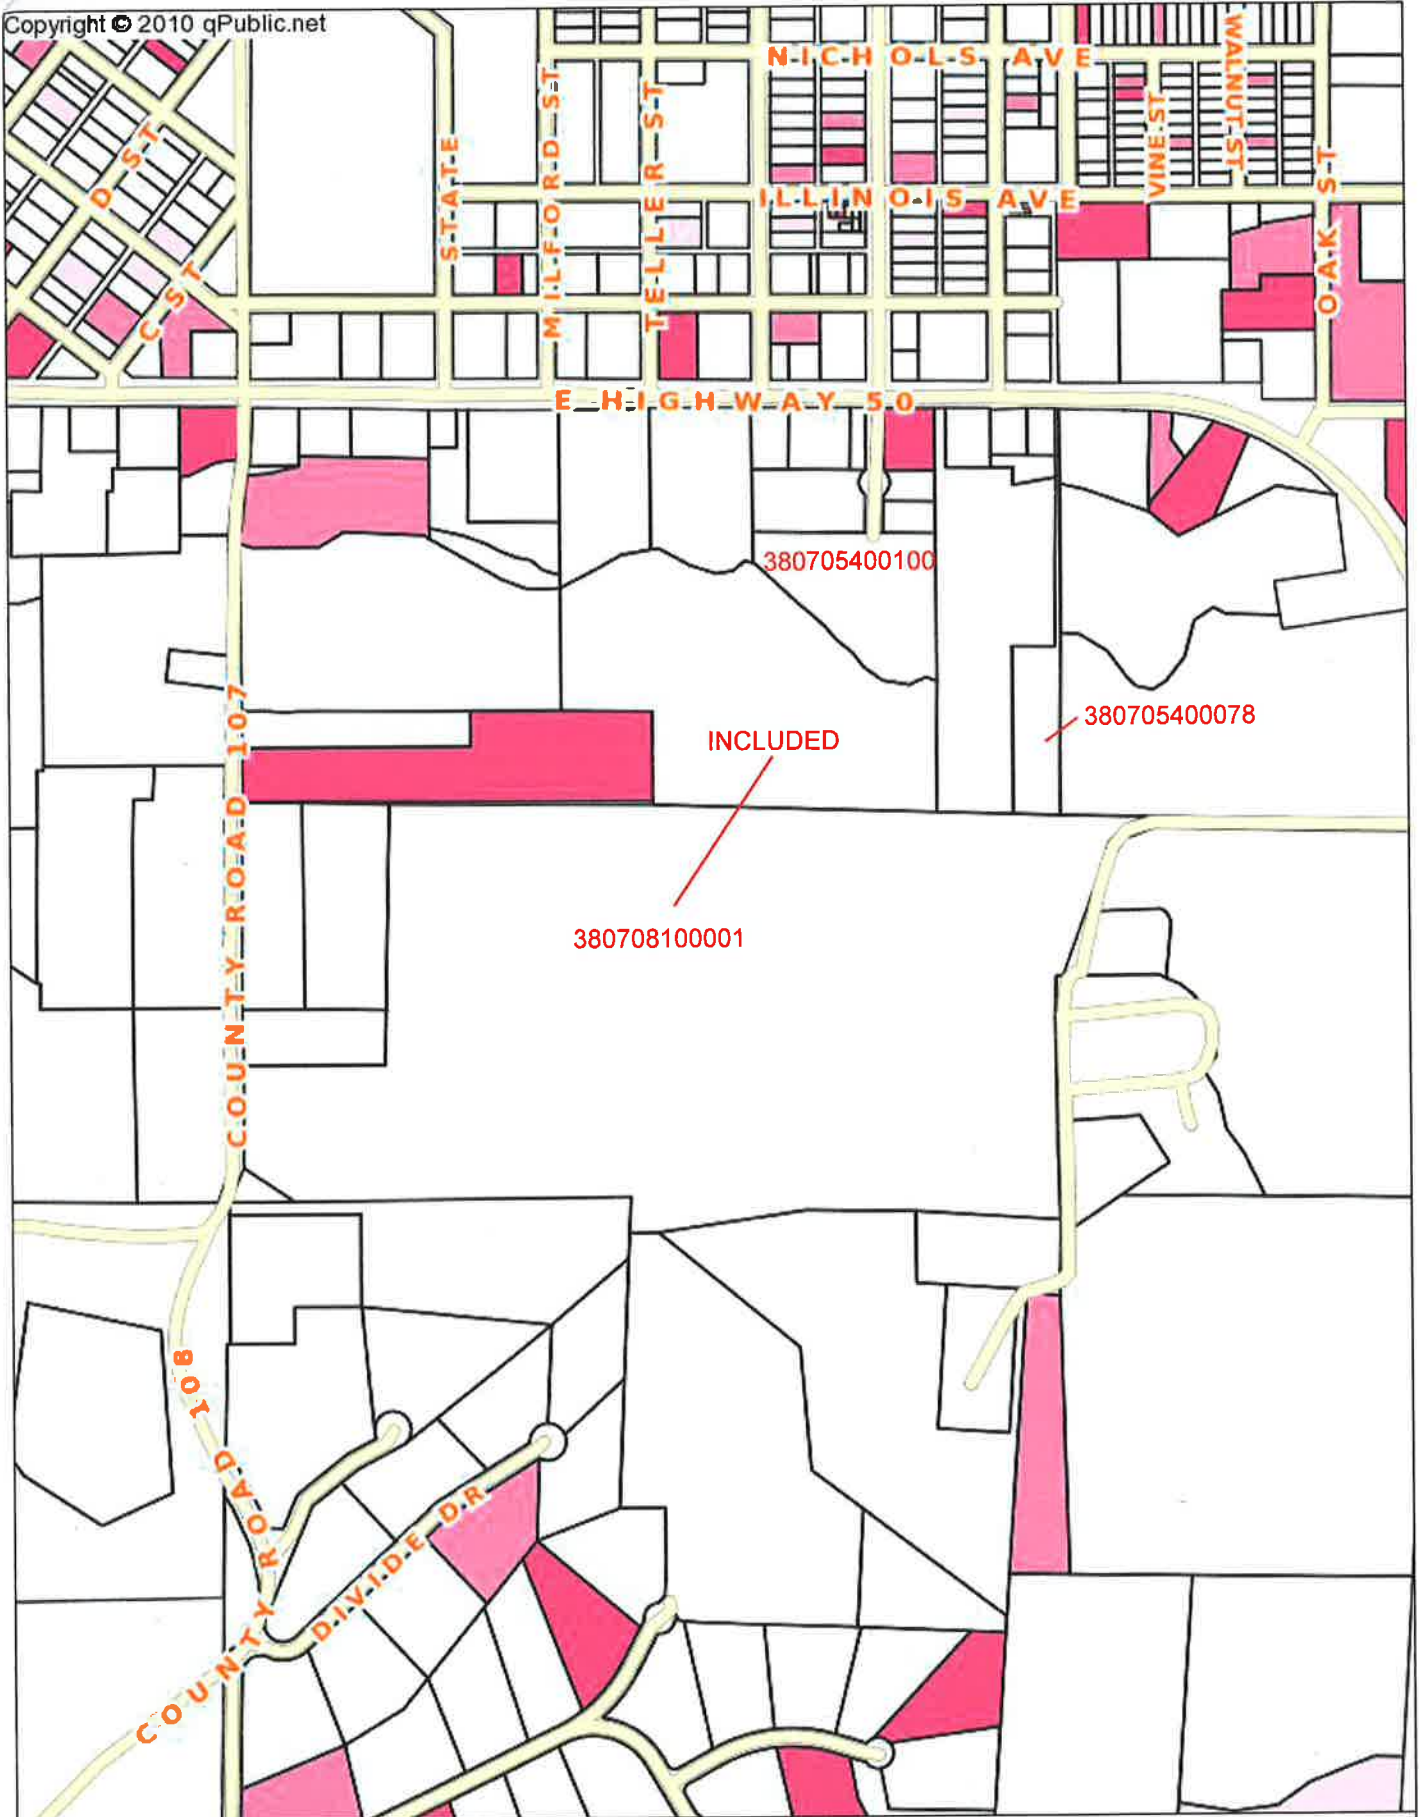 Copyright © 2010 qPublic.net
NICHOLS AVE
WALNUT ST
VINE ST
D ST
STATE
MILFORD ST
TELLER ST
ILLINOIS AVE
OAK ST
C ST
E HIGHWAY 50
380705400100
COUNTY ROAD 107
INCLUDED
380705400078
380708100001
COUNTY ROAD 108
DIVIDE DR